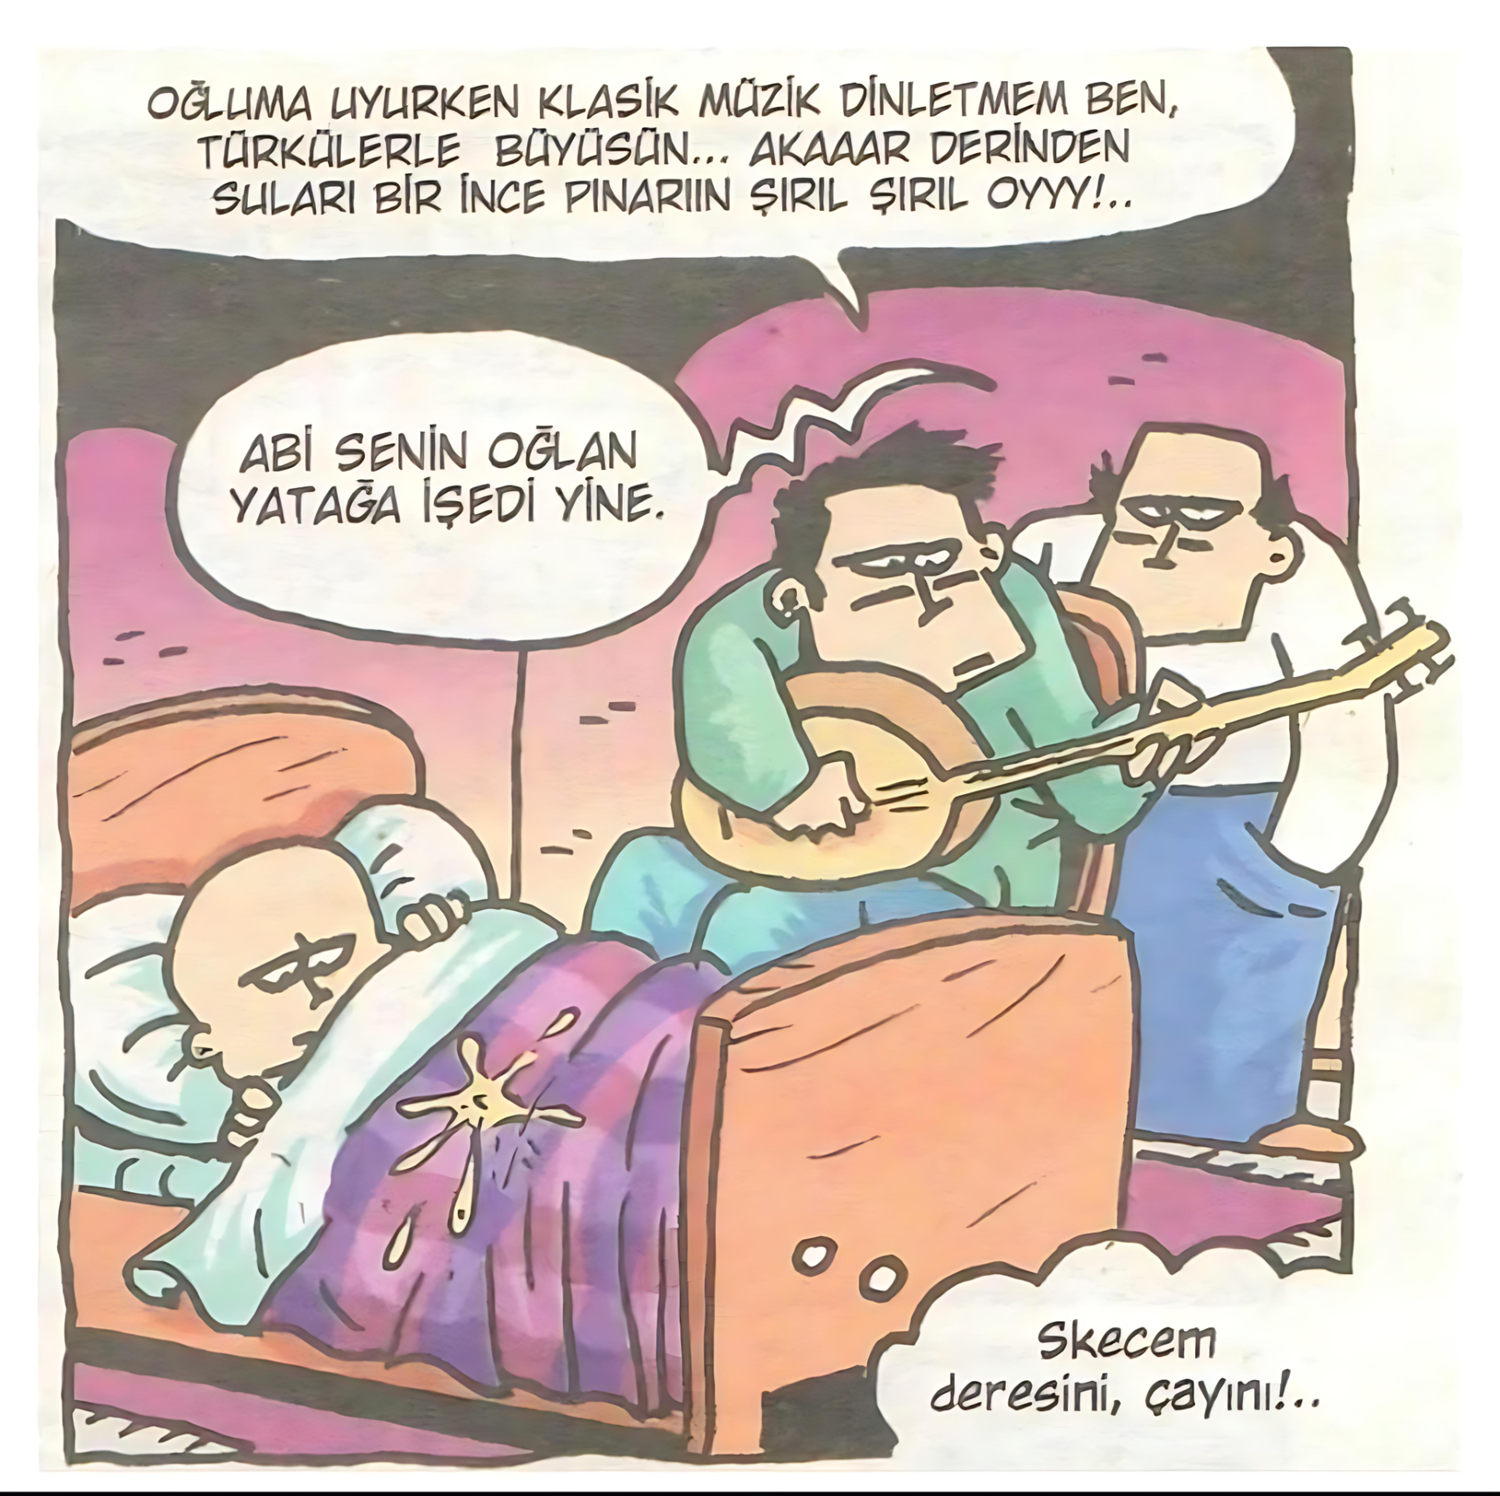 OĞLUMA UYURKEN KLASİK MÜZİK DİNLETMEM BEN,
TÜRKÜLERLE BÜYÜSÜN... AKAAAR DERİNDEN
SULARI BİR İNCE PINARIIN ŞIRIL ŞIRIL OYYY!..
ABİ SENİN OĞLAN
YATAĞA İŞEDİ YİNE.
Skecem
deresini, çayını!..